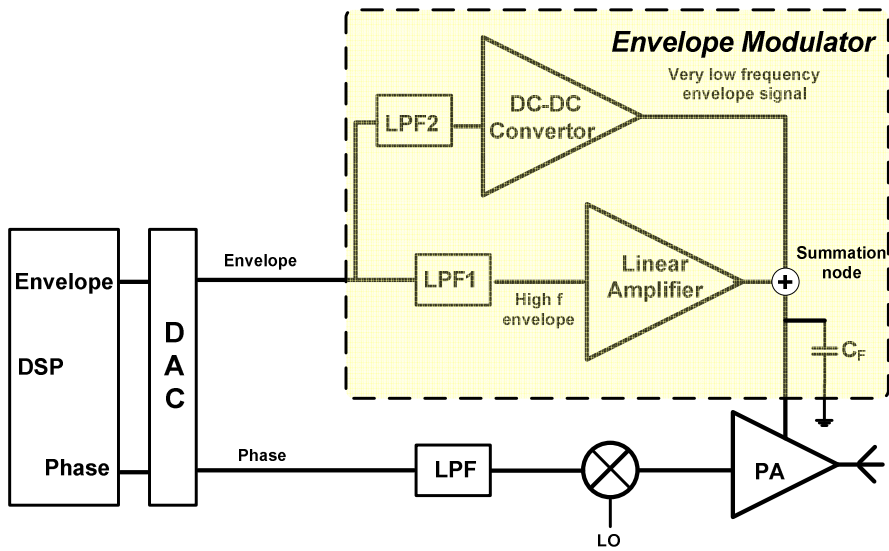 Envelope Modulator
Very low frequency
envelope signal
DC-DC
Convertor
LPF2
Envelope
Envelope
LPF1
High f
envelope
Linear
Amplifier
Summation
node
+
DSP
D
A
C
CF
Phase
Phase
LPF
LO
PA